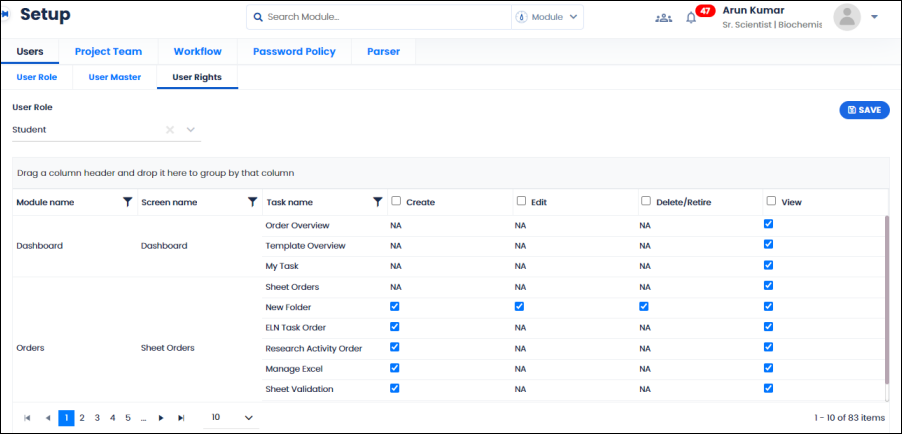 Setup
Search Module...
Module
47
Arun Kumar
Sr. Scientist | Biochemis
Users Project Team Workflow Password Policy Parser
User Role User Master User Rights
User Role
Student
SAVE
Drag a column header and drop it here to group by that column
Module name Screen name Task name Create Edit Delete/Retire View
Order Overview NA NA NA
Dashboard Dashboard Template Overview NA NA NA
My Task NA NA NA
Sheet Orders NA NA NA
New Folder
ELN Task Order NA NA
Orders Sheet Orders Research Activity Order NA NA
Manage Excel NA NA
Sheet Validation NA NA
1 2 3 4 5 ... 10 1 - 10 of 83 items